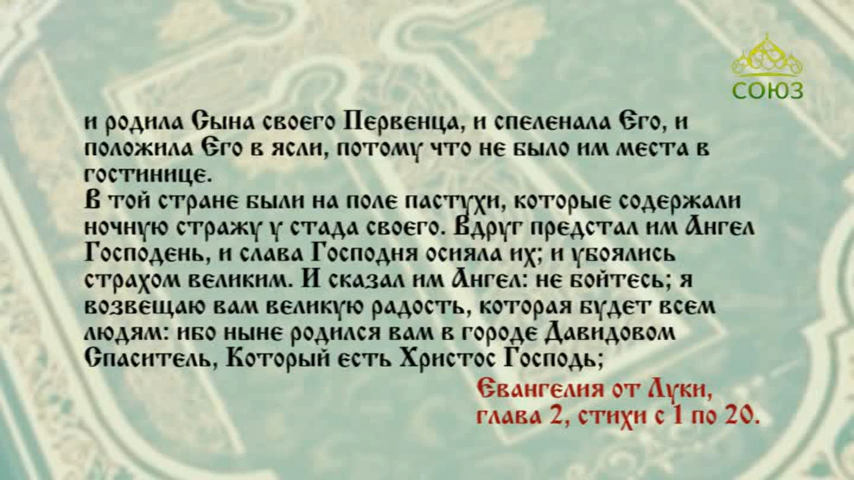 СОЮЗ
и родила Сына своего Первенца, и спеленала Его, и
положила Его в ясли, потому что не было им места в
гостинице.
В той стране были на поле пастухи, которые содержали
ночную стражу у стада своего. Вдруг предстал им Ангел
Господень, и слава Господня осияла их; и убоялись
страхом великим. И сказал им Ангел: не бойтесь; я
возвещаю вам великую радость, которая будет всем
людям: ибо ныне родился вам в городе Давидовом
Спаситель, Который есть Христос Господь;
Евангелия от Луки,
глава 2, стихи с 1 по 20.